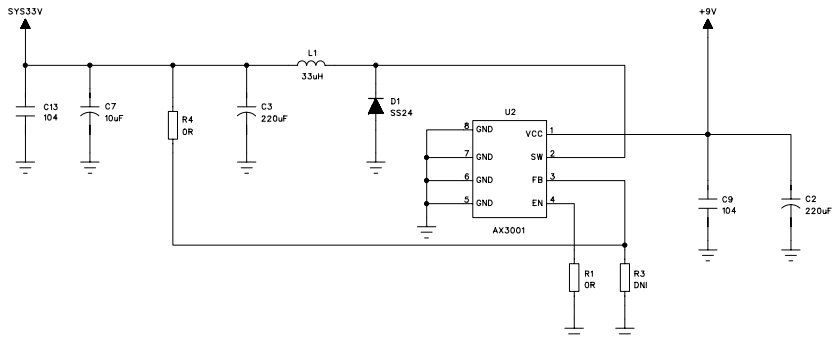 SYS33V
+9V
L1
33uH
C13
104
C7
10uF
R4
0R
C3
220uF
D1
SS24
U2
8 GND
7 GND
6 GND
5 GND
VCC 1
SW 2
FB 3
EN 4
AX3001
C9
104
C2
220uF
R1
0R
R3
DNI